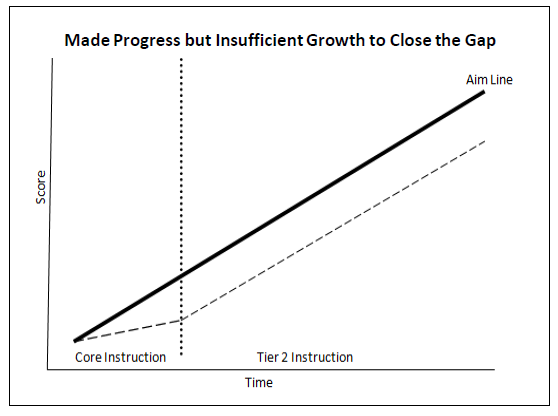 Made Progress but Insufficient Growth to Close the Gap
Aim Line
Score
Core Instruction
Tier 2 Instruction
Time